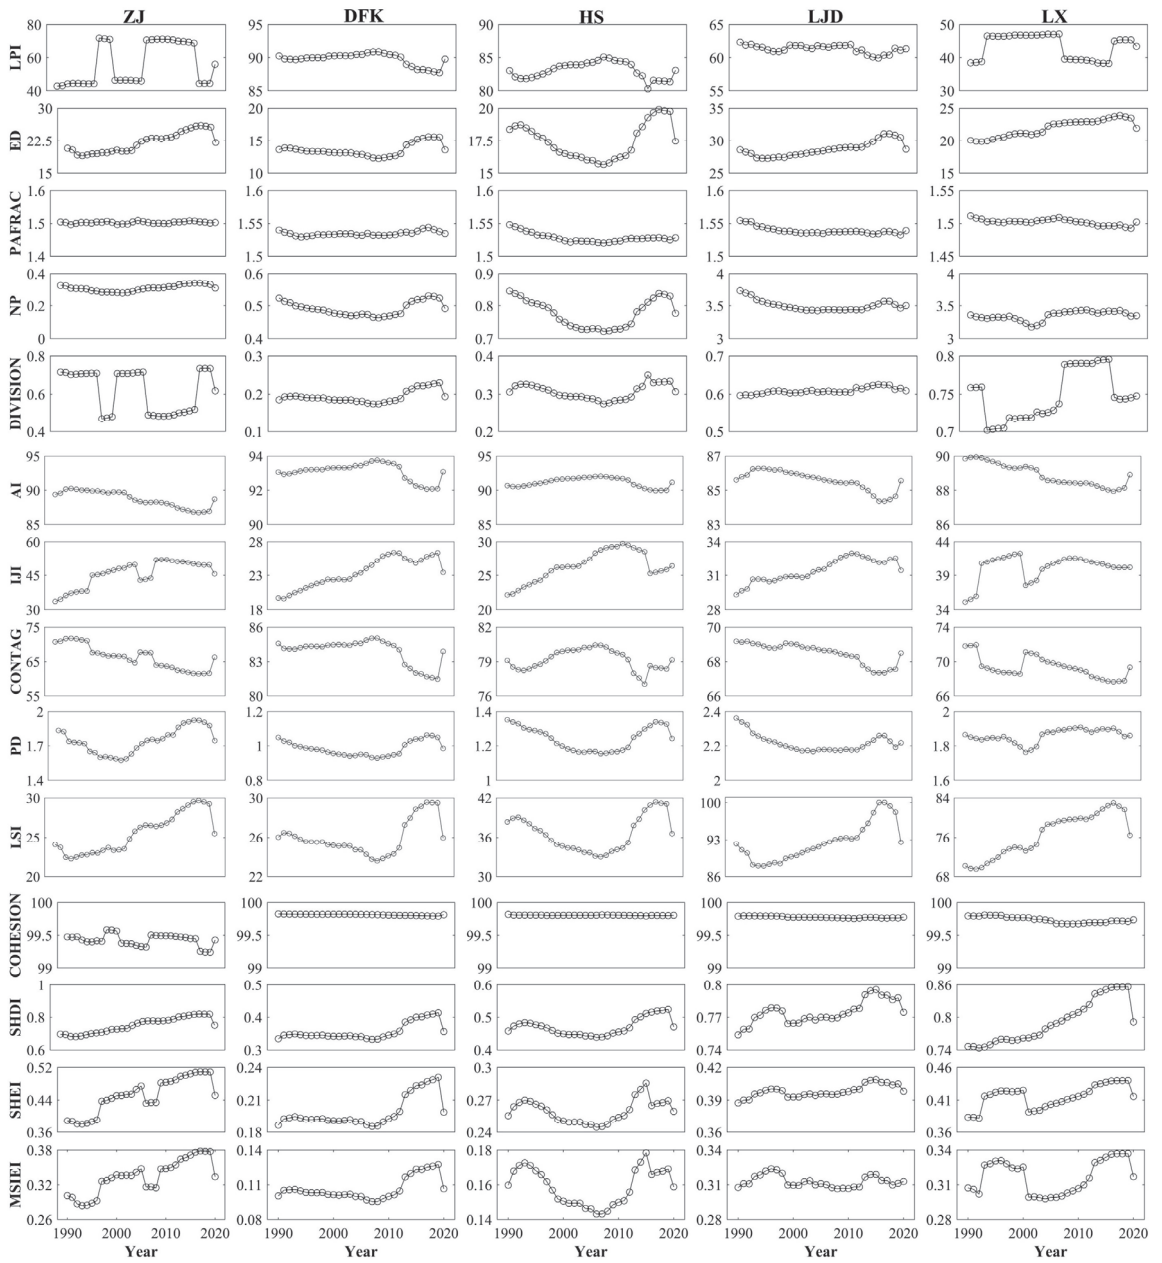 ZJ DFK HS LJD LX
LPI 80 60 40 95 90 85 90 85 80 65 60 55 50 40 30
ED 30 22.5 15 20 15 10 20 17.5 15 35 30 25 25 20 15
PAFRAC 1.6 1.5 1.4 1.6 1.55 1.5 1.6 1.55 1.5 1.6 1.55 1.5 1.55 1.5 1.45
NP 0.4 0.2 0 0.6 0.5 0.4 0.9 0.8 0.7 4 3.5 3 4 3.5 3
DIVISION 0.8 0.6 0.4 0.3 0.2 0.1 0.4 0.3 0.2 0.7 0.6 0.5 0.8 0.75 0.7
AI 95 90 85 94 92 90 95 90 85 87 85 83 90 88 86
IJI 60 45 30 28 23 18 30 25 20 34 31 28 44 39 34
CONTAG 75 65 55 86 83 80 82 79 76 70 68 66 74 70 66
PD 2 1.7 1.4 1.2 1 0.8 1.4 1.2 1 2.4 2.2 2 2 1.8 1.6
LSI 30 25 20 30 26 22 42 36 30 100 93 86 84 76 68
COHESION 100 99.5 99 100 99.5 99 100 99.5 99 100 99.5 99 100 99.5 99
SHDI 1 0.8 0.6 0.5 0.4 0.3 0.6 0.5 0.4 0.8 0.77 0.74 0.86 0.8 0.74
SHEI 0.52 0.44 0.36 0.24 0.21 0.18 0.3 0.27 0.24 0.42 0.39 0.36 0.46 0.41 0.36
MSIEI 0.38 0.32 0.26 0.14 0.11 0.08 0.18 0.16 0.14 0.34 0.31 0.28 0.34 0.31 0.28
1990 2000 2010 2020 1990 2000 2010 2020 1990 2000 2010 2020 1990 2000 2010 2020 1990 2000 2010 2020
Year Year Year Year Year